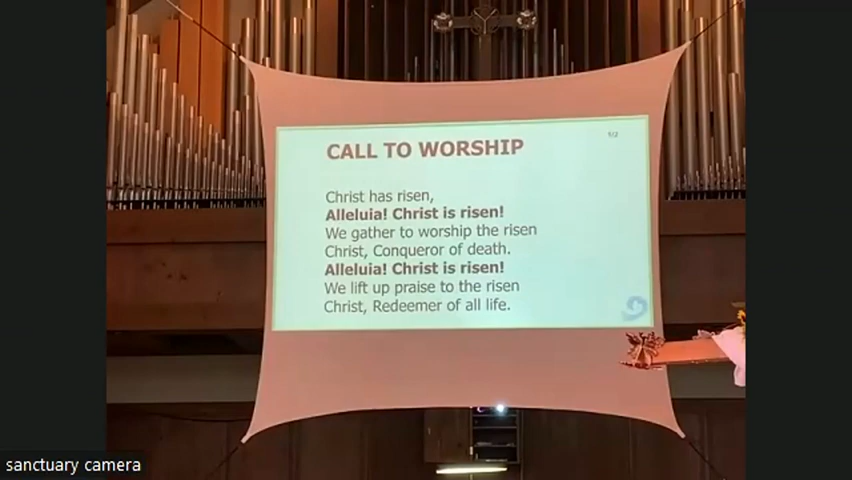 CALL TO WORSHIP
1/2
Christ has risen,
Alleluia! Christ is risen!
We gather to worship the risen
Christ, Conqueror of death.
Alleluia! Christ is risen!
We lift up praise to the risen
Christ, Redeemer of all life.
sanctuary camera